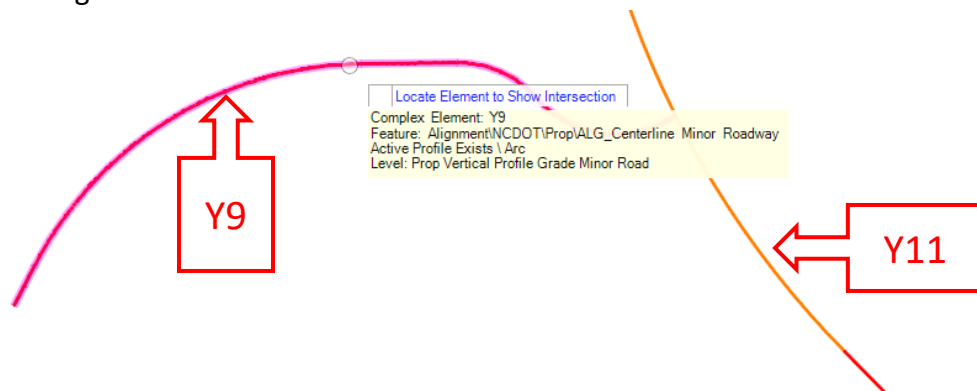 Locate Element to Show Intersection
Complex Element: Y9
Feature: Alignment\NCDOT\Prop\ALG_Centerline Minor Roadway
Active Profile Exists \ Arc
Level: Prop Vertical Profile Grade Minor Road
Y9
Y11